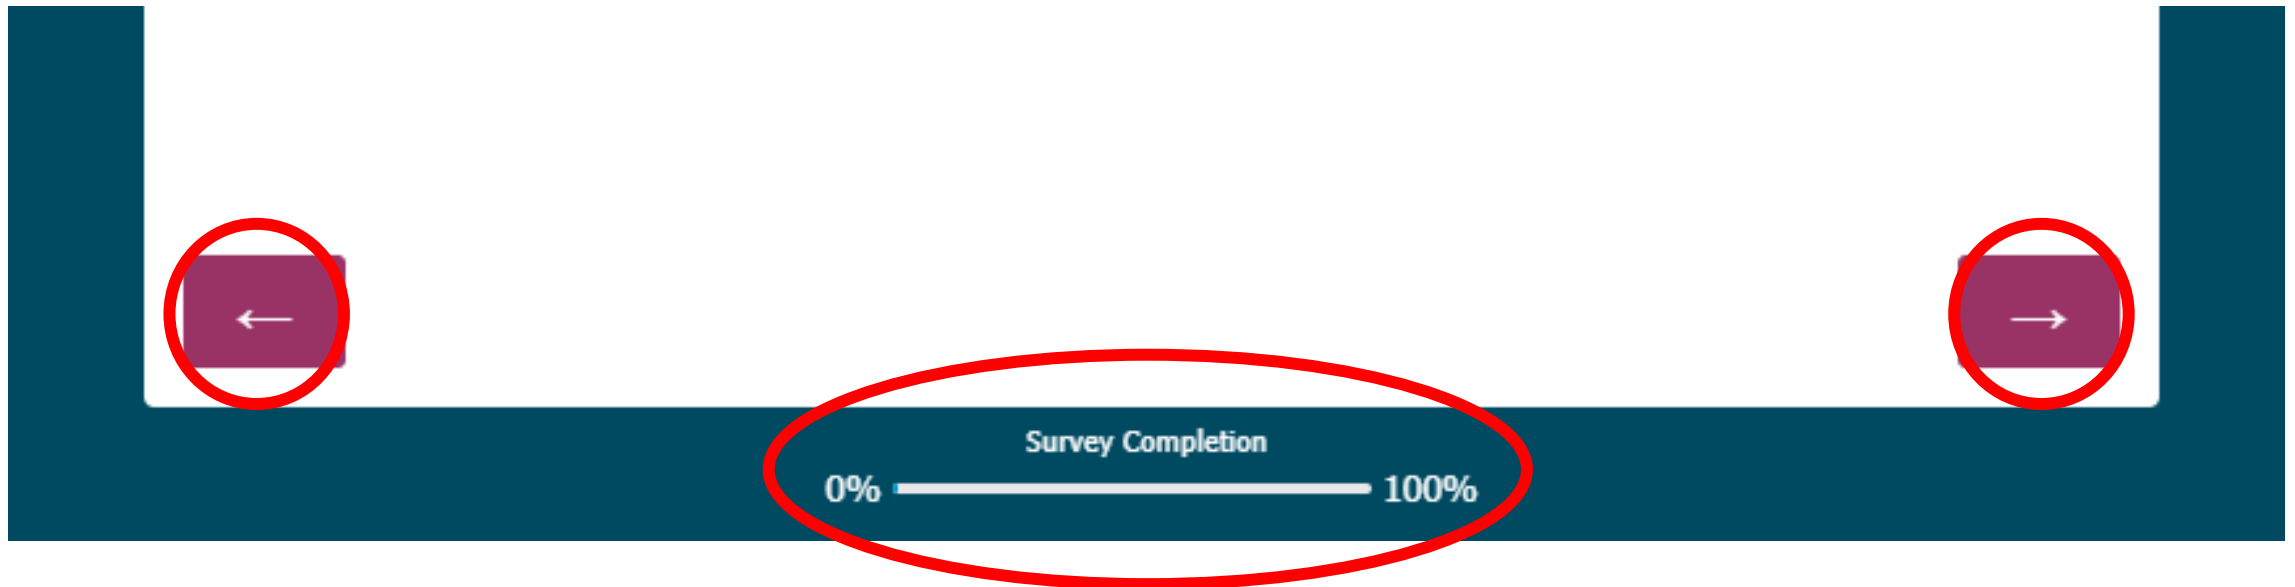 ← →
Survey Completion
0% 100%